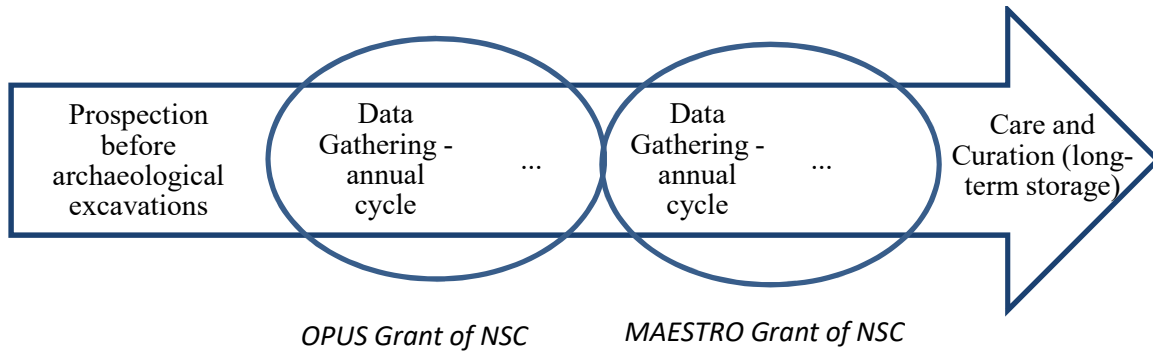 Prospection
before
archaeological
excavations
Data
Gathering -
annual
cycle
...
Data
Gathering -
annual
cycle
...
Care and
Curation (long-
term storage)
OPUS Grant of NSC
MAESTRO Grant of NSC